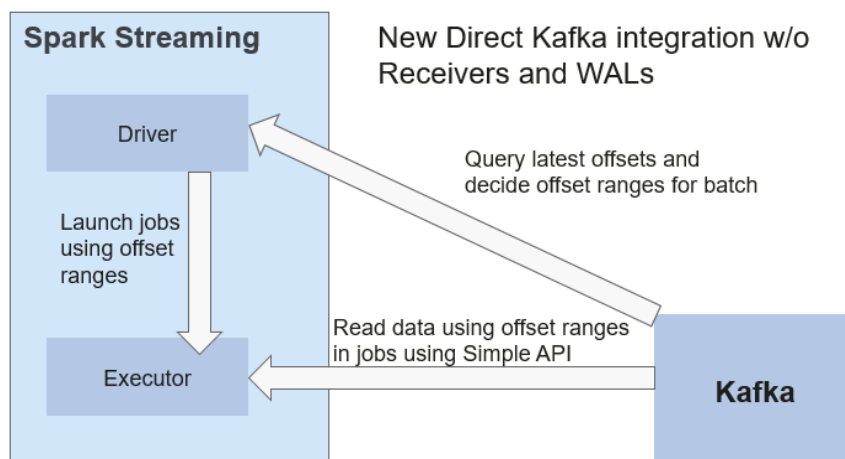 Spark Streaming
New Direct Kafka integration w/o
Receivers and WALs
Driver
Query latest offsets and
decide offset ranges for batch
Launch jobs
using offset
ranges
Read data using offset ranges
in jobs using Simple API
Executor
Kafka